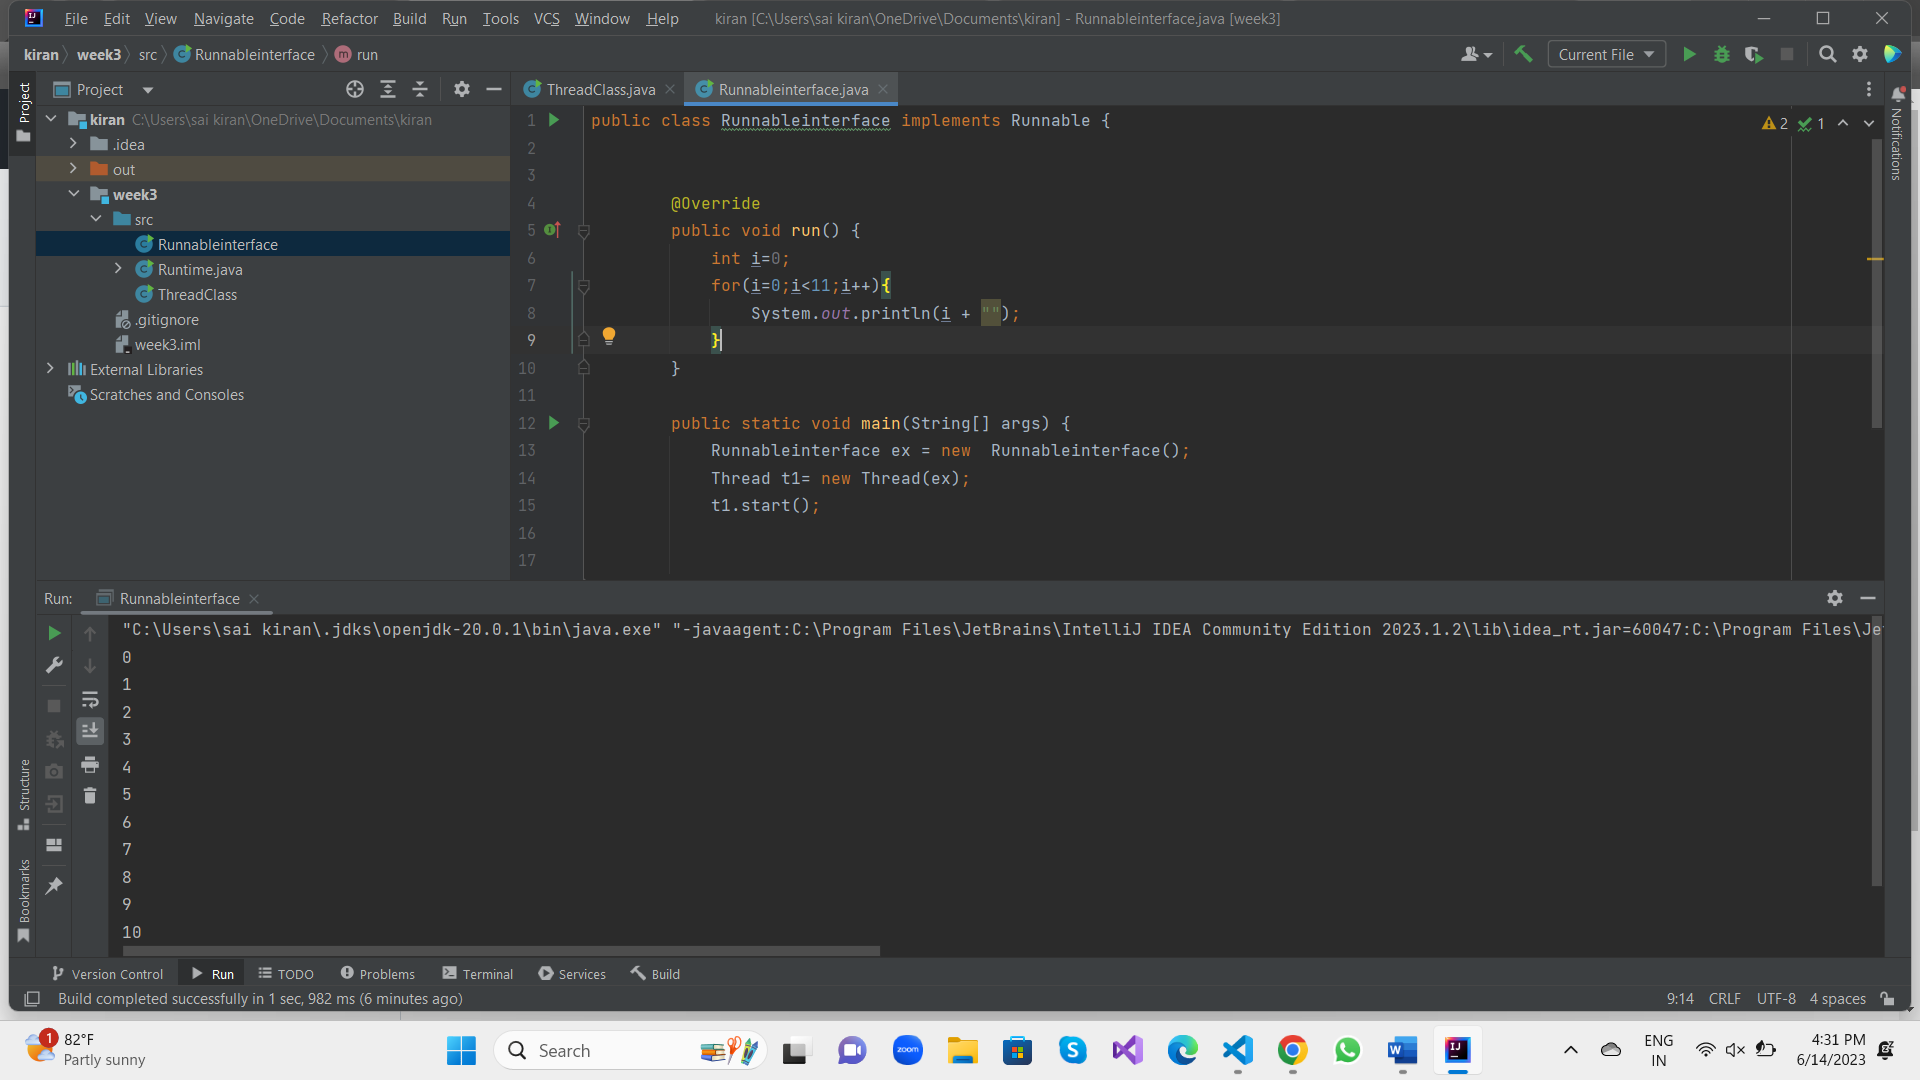 File Edit View Navigate Code Refactor Build Run Tools VCS Window Help kiran [C:\Users\sai kiran\OneDrive\Documents\kiran] - Runnableinterface.java [week3]
kiran week3 src Runnableinterface m run Current File
Project
ThreadClass.java Runnableinterface.java
Project
Notifications
kiran C:\Users\sai kiran\OneDrive\Documents\kiran
.idea
out
week3
src
Runnableinterface
Runtime.java
ThreadClass
.gitignore
week3.iml
External Libraries
Scratches and Consoles
2 1
1 public class Runnableinterface implements Runnable {
2
3
4 @Override
5 public void run() {
6 int i=0;
7 for(i=0;i<11;i++){
8 System.out.println(i + "");
9 }
10 }
11
12 public static void main(String[] args) {
13 Runnableinterface ex = new  Runnableinterface();
14 Thread t1= new Thread(ex);
15 t1.start();
16
17
Run: Runnableinterface
"C:\Users\sai kiran\.jdks\openjdk-20.0.1\bin\java.exe" "-javaagent:C:\Program Files\JetBrains\IntelliJ IDEA Community Edition 2023.1.2\lib\idea_rt.jar=60047:C:\Program Files\Je
0
1
2
3
4
5
6
7
8
9
10
Structure
Bookmarks
Version Control Run TODO Problems Terminal Services Build
Build completed successfully in 1 sec, 982 ms (6 minutes ago) 9:14 CRLF UTF-8 4 spaces
1
82°F
Partly sunny
Search
zoom
ENG
IN
4:31 PM
6/14/2023